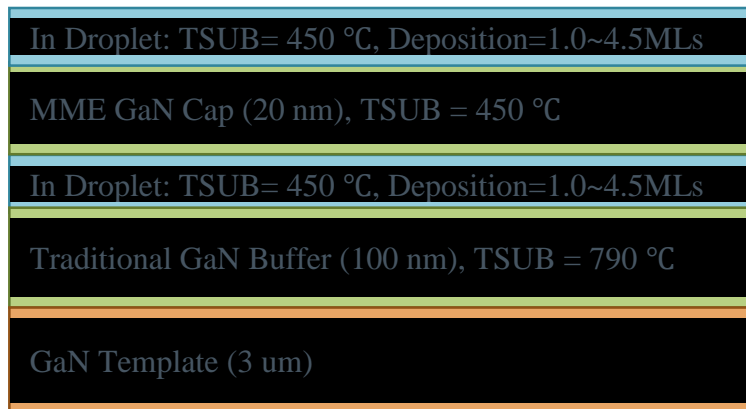 In Droplet: TSUB= 450 ℃, Deposition=1.0~4.5MLs
MME GaN Cap (20 nm), TSUB = 450 ℃
In Droplet: TSUB= 450 ℃, Deposition=1.0~4.5MLs
Traditional GaN Buffer (100 nm), TSUB = 790 ℃
GaN Template (3 um)